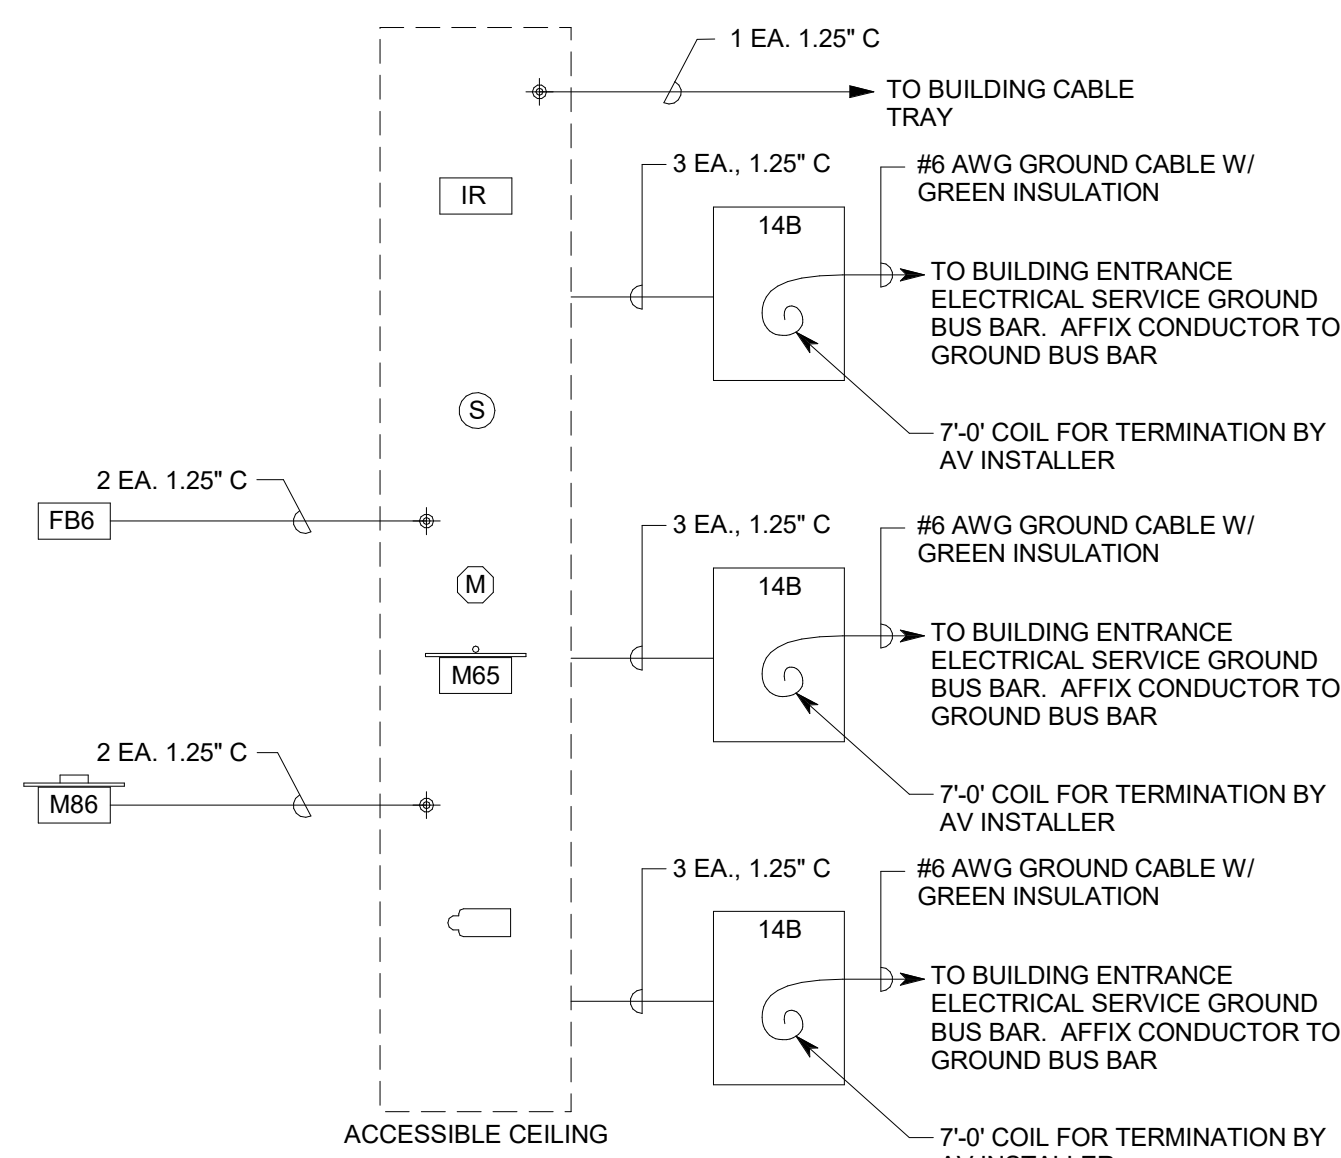 1 EA. 1.25" C
TO BUILDING CABLE
TRAY
3 EA., 1.25" C
#6 AWG GROUND CABLE W/
GREEN INSULATION
IR
14B
TO BUILDING ENTRANCE
ELECTRICAL SERVICE GROUND
BUS BAR. AFFIX CONDUCTOR TO
GROUND BUS BAR
S
7'-0' COIL FOR TERMINATION BY
AV INSTALLER
2 EA. 1.25" C
FB6
3 EA., 1.25" C
#6 AWG GROUND CABLE W/
GREEN INSULATION
M
14B
TO BUILDING ENTRANCE
ELECTRICAL SERVICE GROUND
BUS BAR. AFFIX CONDUCTOR TO
GROUND BUS BAR
M65
2 EA. 1.25" C
M86
7'-0' COIL FOR TERMINATION BY
AV INSTALLER
3 EA., 1.25" C
#6 AWG GROUND CABLE W/
GREEN INSULATION
14B
TO BUILDING ENTRANCE
ELECTRICAL SERVICE GROUND
BUS BAR. AFFIX CONDUCTOR TO
GROUND BUS BAR
ACCESSIBLE CEILING
7'-0' COIL FOR TERMINATION BY